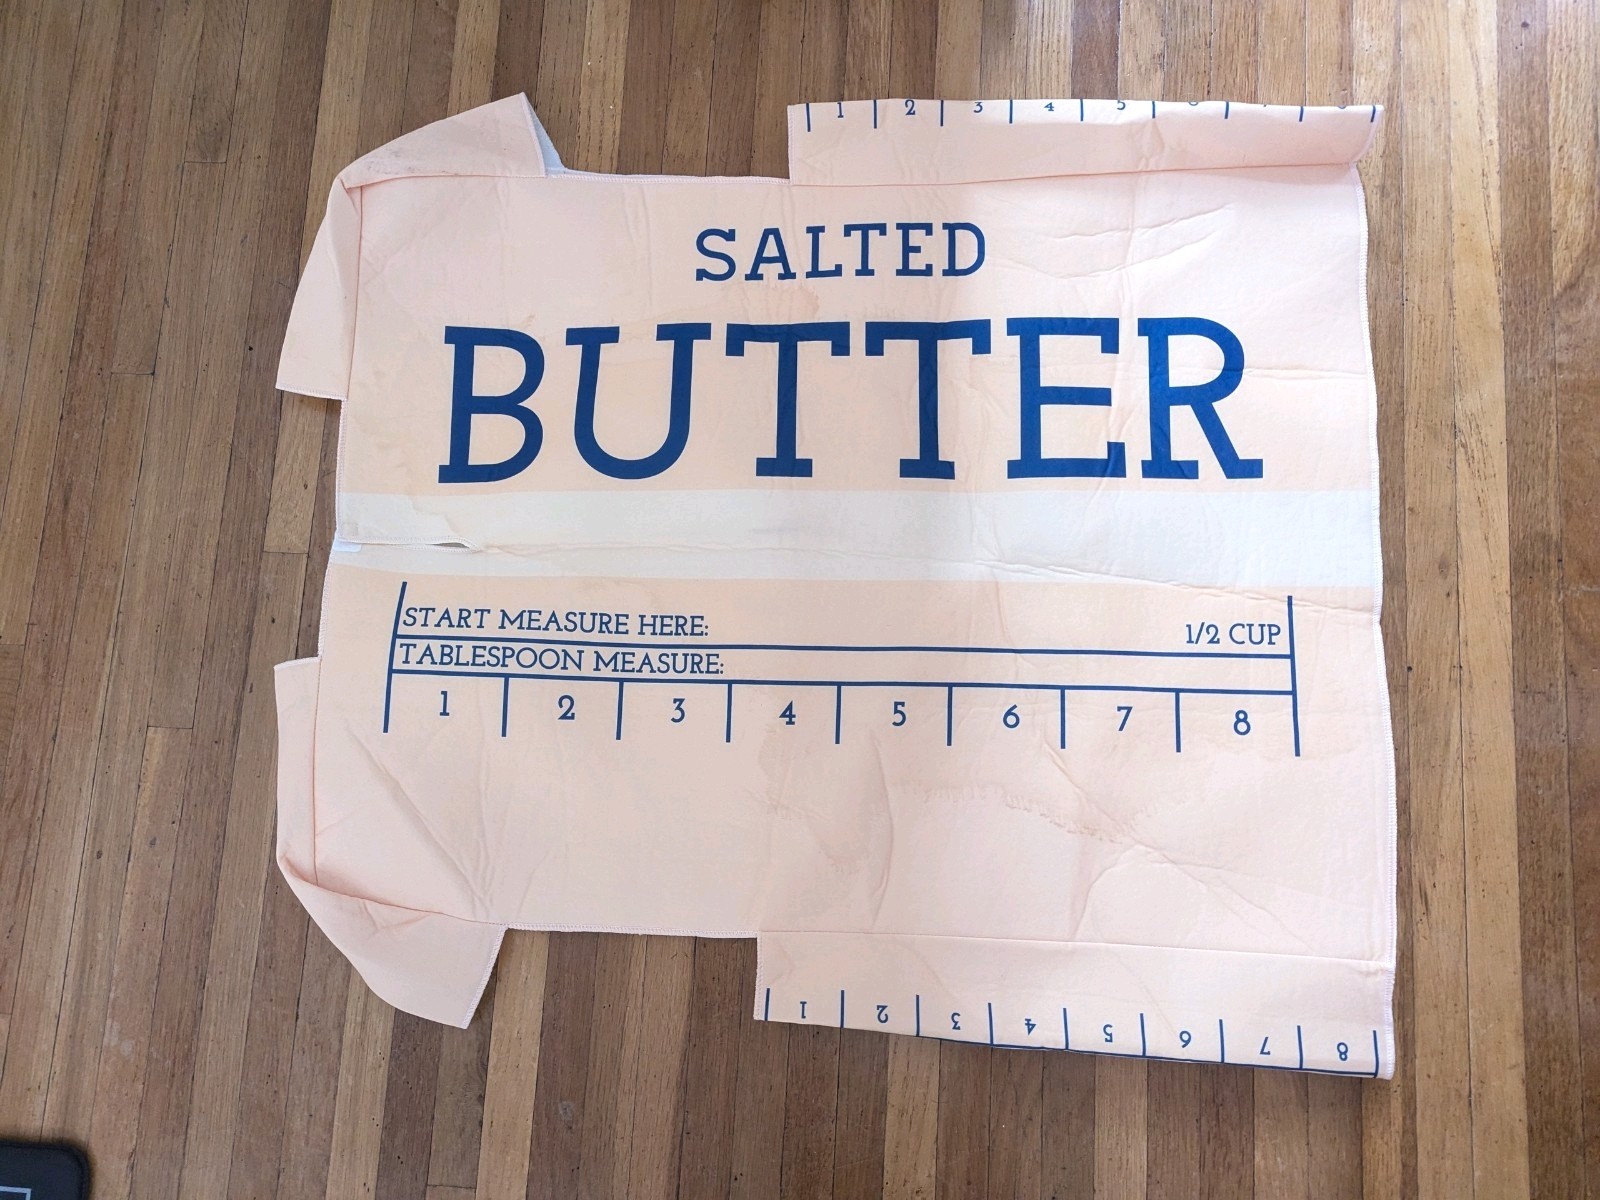 1 2 3 4 5
SALTED
BUTTER
START MEASURE HERE: 1/2 CUP
TABLESPOON MEASURE:
1 2 3 4 5 6 7 8
1 2 3 4 5 6 7 8